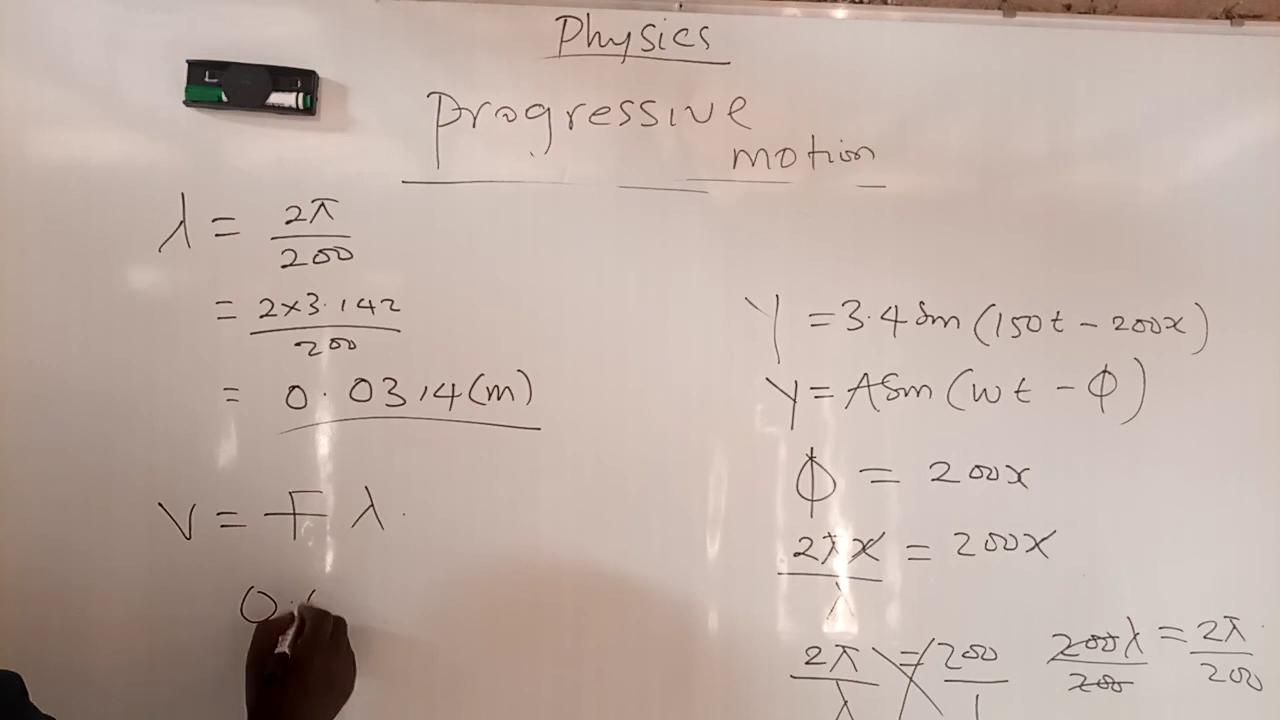 Physics
Progressive
motion
λ = 2π/200
= 2×3.142/200
= 0.0314(m)
V = F λ.
0.
Y = 3.4 Sin (150t - 200x)
Y = A Sin (wt - ϕ)
ϕ = 200x
2πx/λ = 200x
2π/λ = 200/1
200λ/200 = 2π/200